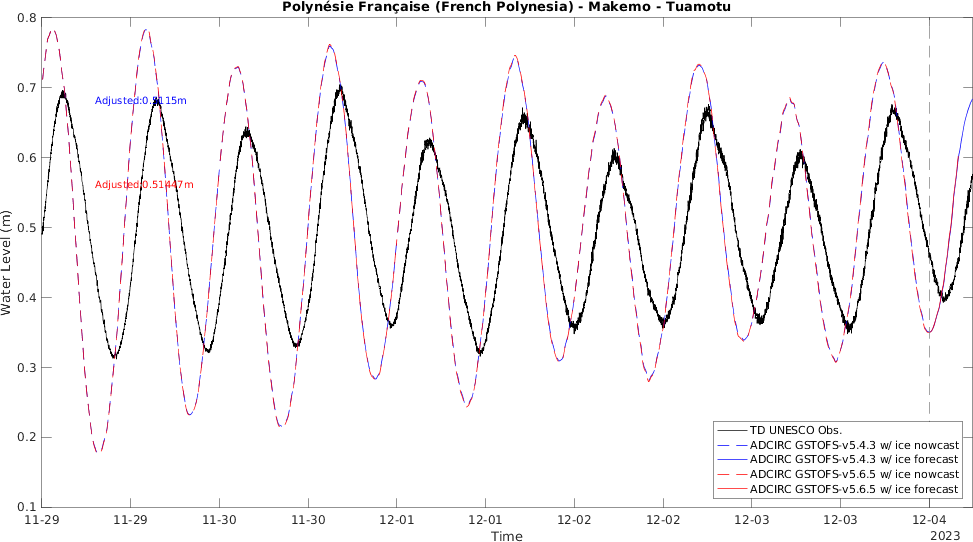 Polynésie Française (French Polynesia) - Makemo - Tuamotu
0.8
0.7
0.6
0.5
0.4
0.3
0.2
0.1
Water Level (m)
Adjusted:0.5115m
Adjusted:0.51447m
TD UNESCO Obs.
ADCIRC GSTOFS-v5.4.3 w/ ice nowcast
ADCIRC GSTOFS-v5.4.3 w/ ice forecast
ADCIRC GSTOFS-v5.6.5 w/ ice nowcast
ADCIRC GSTOFS-v5.6.5 w/ ice forecast
11-29 11-29 11-30 11-30 12-01 12-01 12-02 12-02 12-03 12-03 12-04
Time
2023